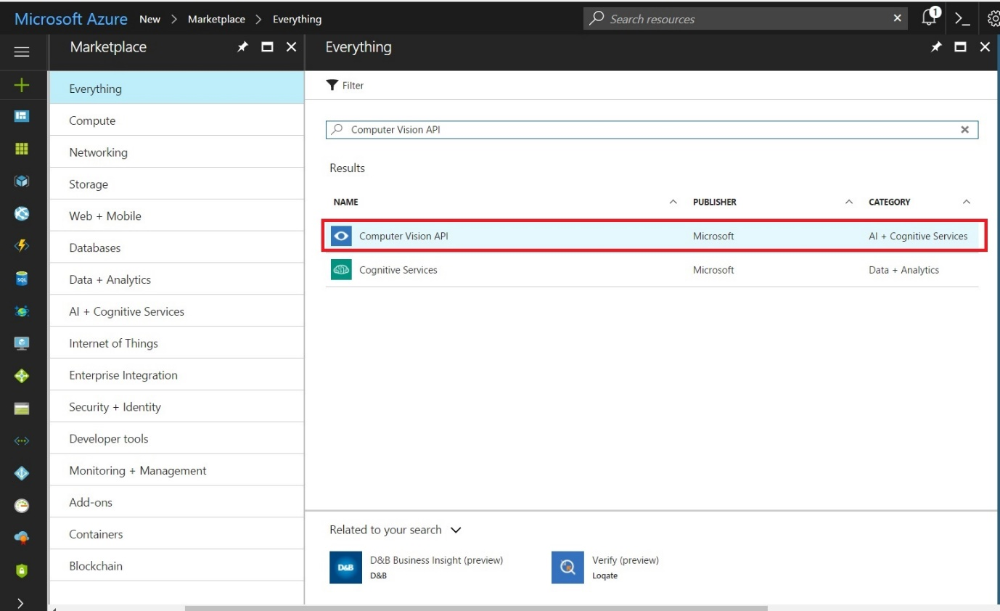 Microsoft Azure New > Marketplace > Everything Search resources × 1 >_
Marketplace
Everything
Compute
Networking
Storage
Web + Mobile
Databases
Data + Analytics
AI + Cognitive Services
Internet of Things
Enterprise Integration
Security + Identity
Developer tools
Monitoring + Management
Add-ons
Containers
Blockchain
SQL
Everything
Filter
Computer Vision API
Results
NAME PUBLISHER CATEGORY
Computer Vision API Microsoft AI + Cognitive Services
Cognitive Services Microsoft Data + Analytics
Related to your search
D&B D&B Business Insight (preview)
D&B
Verify (preview)
Loqate